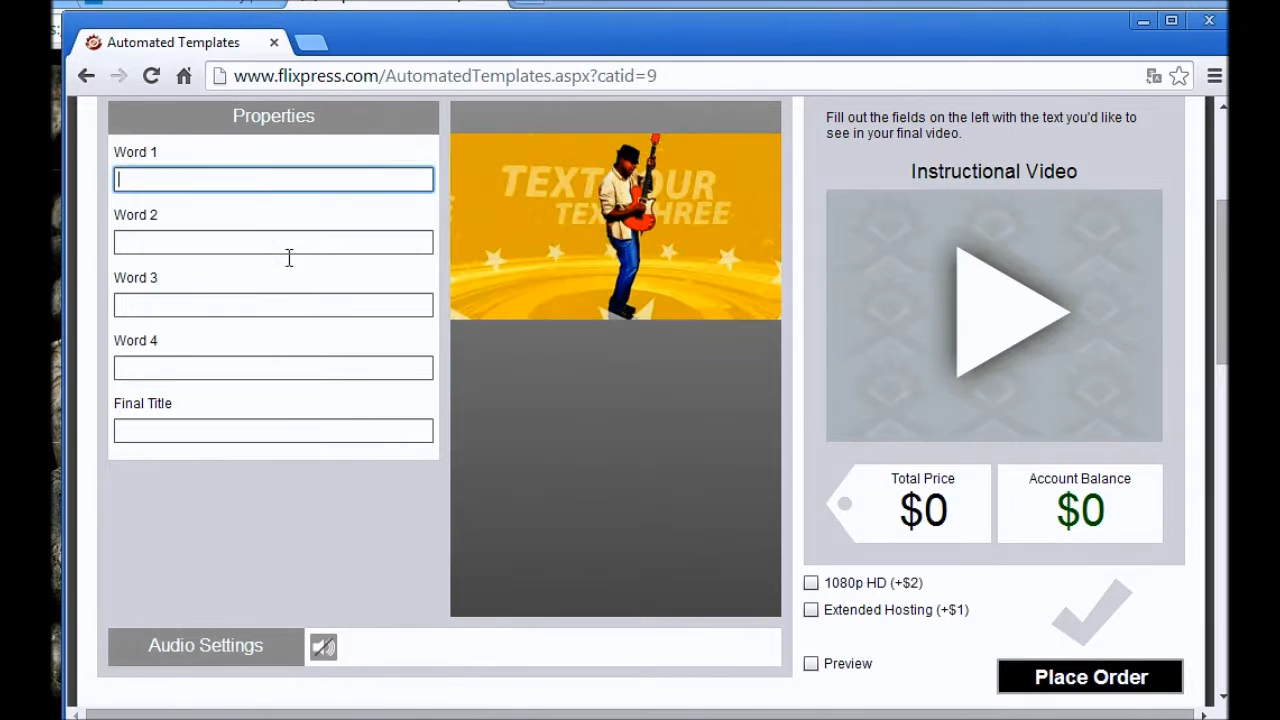 Automated Templates
www.flixpress.com/AutomatedTemplates.aspx?catid=9
Properties
Word 1
Word 2
Word 3
Word 4
Final Title
Audio Settings
Fill out the fields on the left with the text you'd like to
see in your final video.
Instructional Video
Total Price
$0
Account Balance
$0
1080p HD (+$2)
Extended Hosting (+$1)
Preview
Place Order